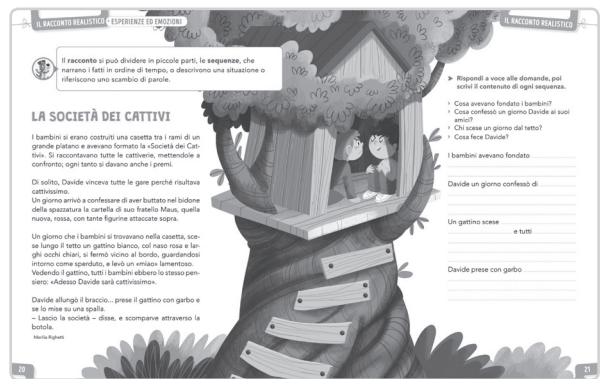 IL RACCONTO REALISTICO • ESPERIENZE ED EMOZIONI
Il racconto si può dividere in piccole parti, le sequenze, che
narrano i fatti in ordine di tempo, o descrivono una situazione o
riferiscono uno scambio di parole.
LA SOCIETÀ DEI CATTIVI
I bambini si erano costruiti una casetta tra i rami di un
grande platano e avevano formato la «Società dei Cat-
tivi». Si raccontavano tutte le cattiverie, mettendole a
confronto; ogni tanto si davano anche i premi.
Di solito, Davide vinceva tutte le gare perché risultava
cattivissimo.
Un giorno arrivò a confessare di aver buttato nel bidone
della spazzatura la cartella di suo fratello Maus, quella
nuova, rossa, con tante figurine attaccate sopra.
Un giorno che i bambini si trovavano nella casetta, sce-
se lungo il tetto un gattino bianco, col naso rosa e lar-
ghi occhi chiari, si fermò vicino al bordo, guardandosi
intorno come sperduto, e levò un «miao» lamentoso.
Vedendo il gattino, tutti i bambini ebbero lo stesso pen-
siero: «Adesso Davide sarà cattivissimo».
Davide allungò il braccio... prese il gattino con garbo e
se lo mise su una spalla.
– Lascio la società – disse, e scomparve attraverso la
botola.
Marilia Righetti
20
IL RACCONTO REALISTICO
➤ Rispondi a voce alle domande, poi
scrivi il contenuto di ogni sequenza.
› Cosa avevano fondato i bambini?
› Cosa confessò un giorno Davide ai suoi
amici?
› Chi scese un giorno dal tetto?
› Cosa fece Davide?
I bambini avevano fondato
Davide un giorno confessò di
Un gattino scese
e tutti
Davide prese con garbo
21